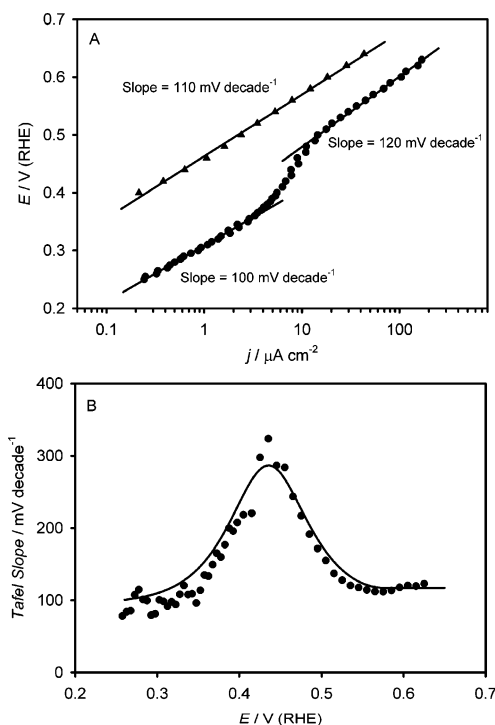 0.7
A
0.6
Slope = 110 mV decade-1
0.5
Slope = 120 mV decade-1
0.4
0.3
Slope = 100 mV decade-1
0.2
E / V (RHE)
0.1 1 10 100
j / μA cm-2
400
B
300
200
100
0
Tafel Slope / mV decade-1
0.2 0.3 0.4 0.5 0.6 0.7
E / V (RHE)